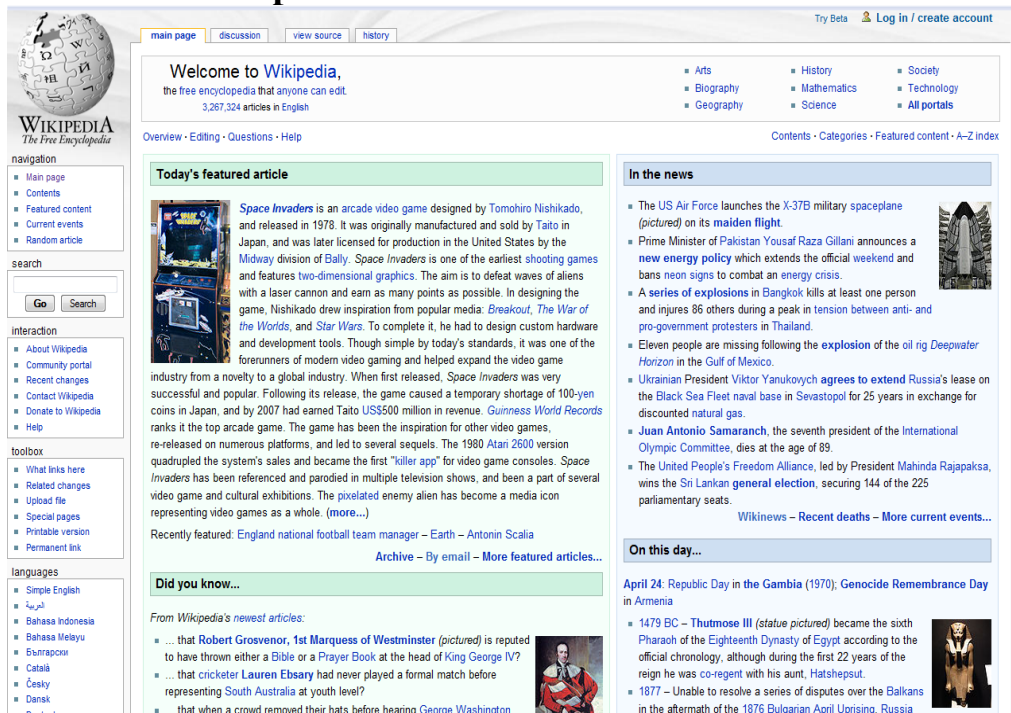 Try Beta Log in / create account
main page discussion view source history
WIKIPEDIA
The Free Encyclopedia
navigation
Main page
Contents
Featured content
Current events
Random article
search
Go Search
interaction
About Wikipedia
Community portal
Recent changes
Contact Wikipedia
Donate to Wikipedia
Help
toolbox
What links here
Related changes
Upload file
Special pages
Printable version
Permanent link
languages
Simple English
العربية
Bahasa Indonesia
Bahasa Melayu
Български
Català
Česky
Dansk
Welcome to Wikipedia,
the free encyclopedia that anyone can edit.
3,267,324 articles in English
Arts
Biography
Geography
History
Mathematics
Science
Society
Technology
All portals
Overview · Editing · Questions · Help
Contents · Categories · Featured content · A–Z index
Today's featured article
Space Invaders is an arcade video game designed by Tomohiro Nishikado,
and released in 1978. It was originally manufactured and sold by Taito in
Japan, and was later licensed for production in the United States by the
Midway division of Bally. Space Invaders is one of the earliest shooting games
and features two-dimensional graphics. The aim is to defeat waves of aliens
with a laser cannon and earn as many points as possible. In designing the
game, Nishikado drew inspiration from popular media: Breakout, The War of
the Worlds, and Star Wars. To complete it, he had to design custom hardware
and development tools. Though simple by today's standards, it was one of the
forerunners of modern video gaming and helped expand the video game
industry from a novelty to a global industry. When first released, Space Invaders was very
successful and popular. Following its release, the game caused a temporary shortage of 100-yen
coins in Japan, and by 2007 had earned Taito US$500 million in revenue. Guinness World Records
ranks it the top arcade game. The game has been the inspiration for other video games,
re-released on numerous platforms, and led to several sequels. The 1980 Atari 2600 version
quadrupled the system's sales and became the first "killer app" for video game consoles. Space
Invaders has been referenced and parodied in multiple television shows, and been a part of several
video game and cultural exhibitions. The pixelated enemy alien has become a media icon
representing video games as a whole. (more...)
Recently featured: England national football team manager – Earth – Antonin Scalia
Archive – By email – More featured articles...
Did you know...
From Wikipedia's newest articles:
... that Robert Grosvenor, 1st Marquess of Westminster (pictured) is reputed
to have thrown either a Bible or a Prayer Book at the head of King George IV?
... that cricketer Lauren Ebsary had never played a formal match before
representing South Australia at youth level?
... that when a crowd removed their hats before hearing George Washington
In the news
The US Air Force launches the X-37B military spaceplane
(pictured) on its maiden flight.
Prime Minister of Pakistan Yousaf Raza Gillani announces a
new energy policy which extends the official weekend and
bans neon signs to combat an energy crisis.
A series of explosions in Bangkok kills at least one person
and injures 86 others during a peak in tension between anti- and
pro-government protesters in Thailand.
Eleven people are missing following the explosion of the oil rig Deepwater
Horizon in the Gulf of Mexico.
Ukrainian President Viktor Yanukovych agrees to extend Russia's lease on
the Black Sea Fleet naval base in Sevastopol for 25 years in exchange for
discounted natural gas.
Juan Antonio Samaranch, the seventh president of the International
Olympic Committee, dies at the age of 89.
The United People's Freedom Alliance, led by President Mahinda Rajapaksa,
wins the Sri Lankan general election, securing 144 of the 225
parliamentary seats.
Wikinews – Recent deaths – More current events...
On this day...
April 24: Republic Day in the Gambia (1970); Genocide Remembrance Day
in Armenia
1479 BC – Thutmose III (statue pictured) became the sixth
Pharaoh of the Eighteenth Dynasty of Egypt according to the
official chronology, although during the first 22 years of the
reign he was co-regent with his aunt, Hatshepsut.
1877 – Unable to resolve a series of disputes over the Balkans
in the aftermath of the 1876 Bulgarian April Uprising, Russia